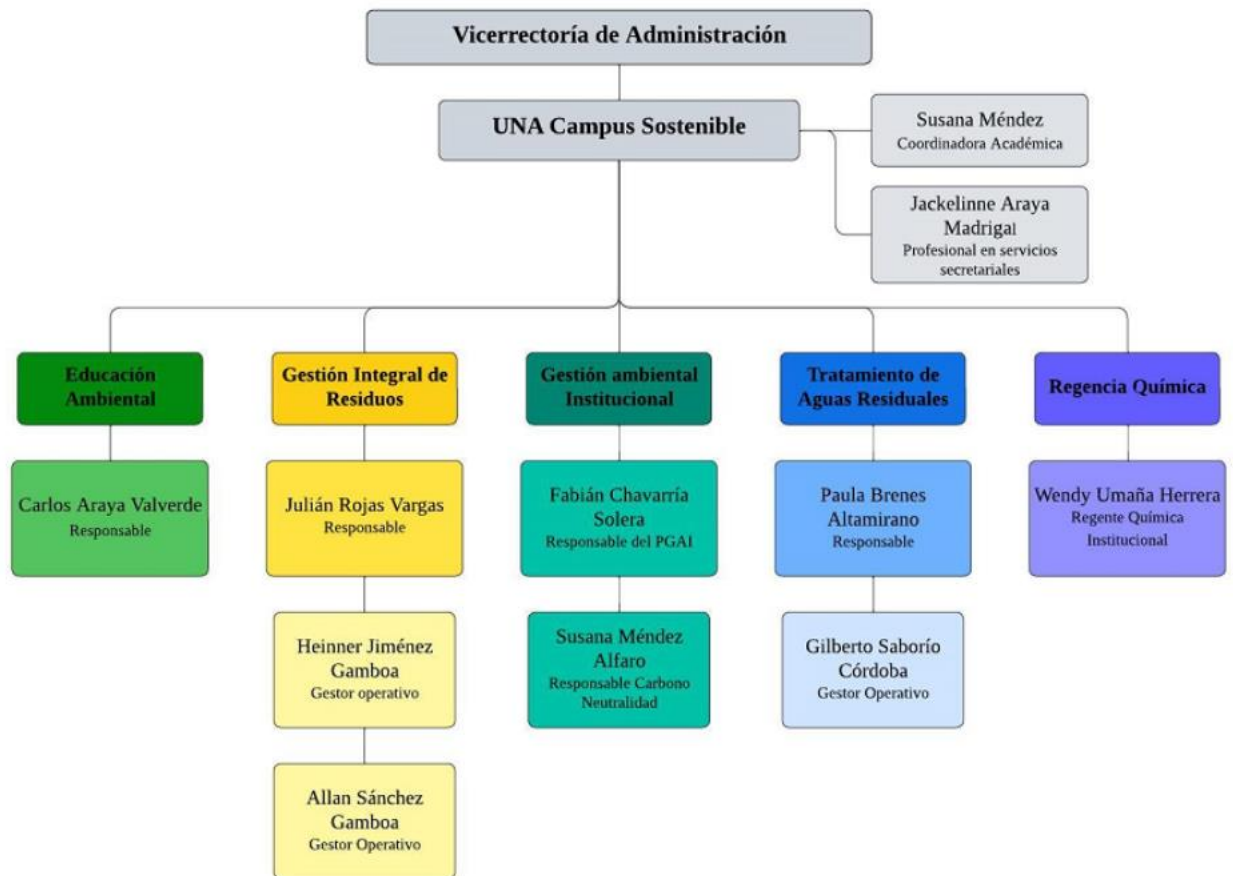 Vicerrectoría de Administración
UNA Campus Sostenible
Susana Méndez
Coordinadora Académica
Jackelinne Araya
Madrigal
Profesional en servicios
secretariales
Educación
Ambiental
Carlos Araya Valverde
Responsable
Gestión Integral de
Residuos
Julián Rojas Vargas
Responsable
Heinner Jiménez
Gamboa
Gestor operativo
Allan Sánchez
Gamboa
Gestor Operativo
Gestión ambiental
Institucional
Fabián Chavarría
Solera
Responsable del PGAI
Susana Méndez
Alfaro
Responsable Carbono
Neutralidad
Tratamiento de
Aguas Residuales
Paula Brenes
Altamirano
Responsable
Gilberto Saborío
Córdoba
Gestor Operativo
Regencia Química
Wendy Umaña Herrera
Regente Química
Institucional